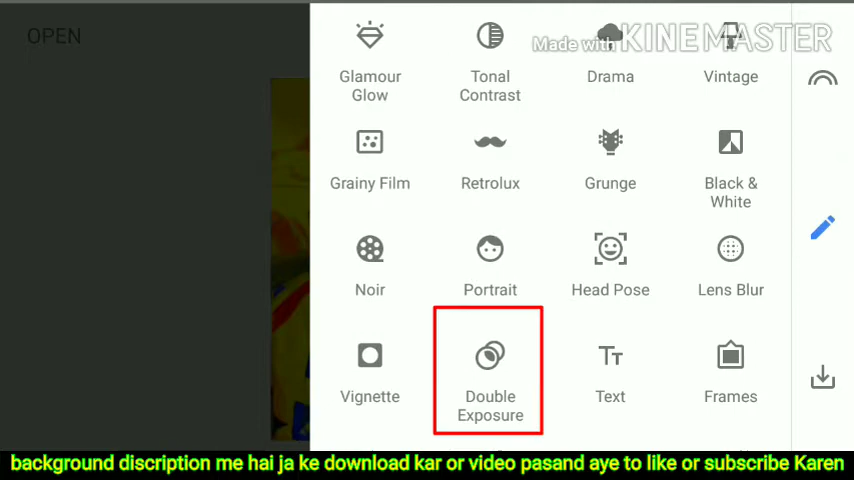 OPEN
Made with KINEMASTER
Glamour
Glow
Tonal
Contrast
Drama
Vintage
Grainy Film
Retrolux
Grunge
Black &
White
Noir
Portrait
Head Pose
Lens Blur
Vignette
Double
Exposure
Text
Frames
background discription me hai ja ke download kar or video pasand aye to like or subscribe Karen